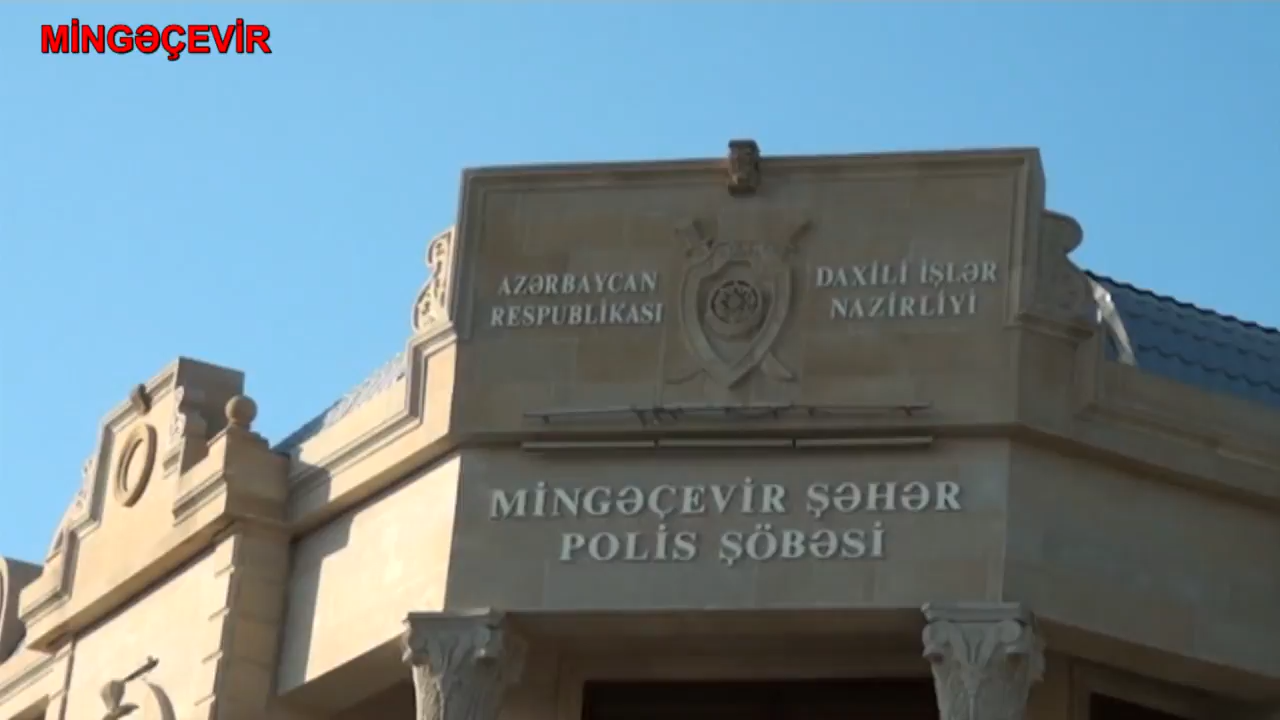 MİNGƏÇEVİR
AZƏRBAYCAN
RESPUBLİKASI
DAXİLİ İŞLƏR
NAZİRLİYİ
MİNGƏÇEVİR ŞƏHƏR
POLİS ŞÖBƏSİ